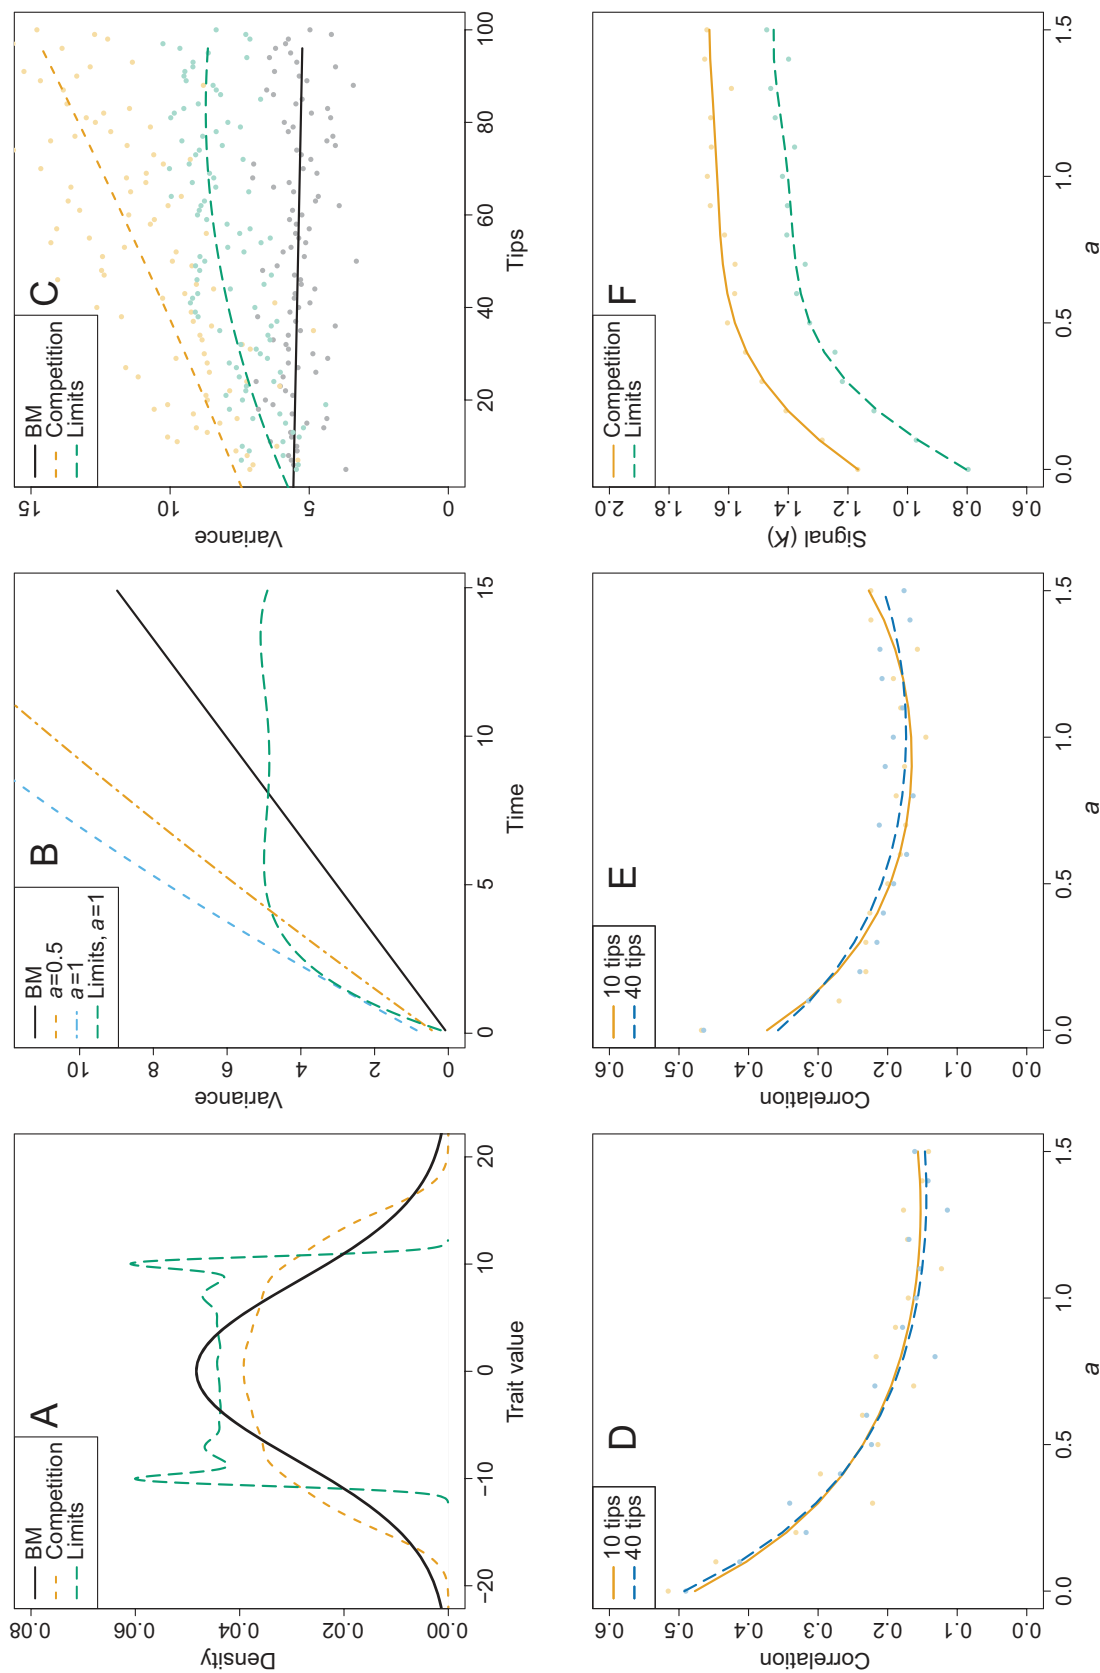 A
BM
Competition
Limits
0.08
0.06
0.04
0.02
0.00
Density
−20
−10
0
10
20
Trait value
B
BM
a=0.5
a=1
Limits, a=1
10
8
6
4
2
0
Variance
0
5
10
15
Time
C
BM
Competition
Limits
15
10
5
0
Variance
20
40
60
80
100
Tips
D
10 tips
40 tips
0.6
0.5
0.4
0.3
0.2
0.1
0.0
Correlation
0.0
0.5
1.0
1.5
a
E
10 tips
40 tips
0.6
0.5
0.4
0.3
0.2
0.1
0.0
Correlation
0.0
0.5
1.0
1.5
a
F
Competition
Limits
2.0
1.8
1.6
1.4
1.2
1.0
0.8
0.6
Signal (K)
0.0
0.5
1.0
1.5
a